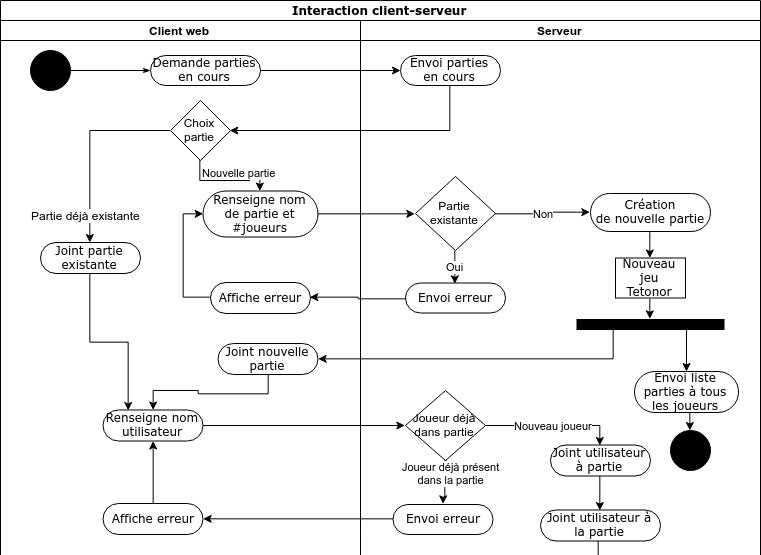 Interaction client-serveur
Client web
Serveur
Demande parties
en cours
Envoi parties
en cours
Choix
partie
Nouvelle partie
Partie déjà existante
Renseigne nom
de partie et
#joueurs
Partie
existante
Non
Création
de nouvelle partie
Joint partie
existante
Oui
Nouveau
jeu
Tetonor
Affiche erreur
Envoi erreur
Joint nouvelle
partie
Envoi liste
parties à tous
les joueurs
Renseigne nom
utilisateur
Joueur déjà
dans partie
Nouveau joueur
Joint utilisateur
à partie
Joueur déjà présent
dans la partie
Affiche erreur
Envoi erreur
Joint utilisateur à
la partie